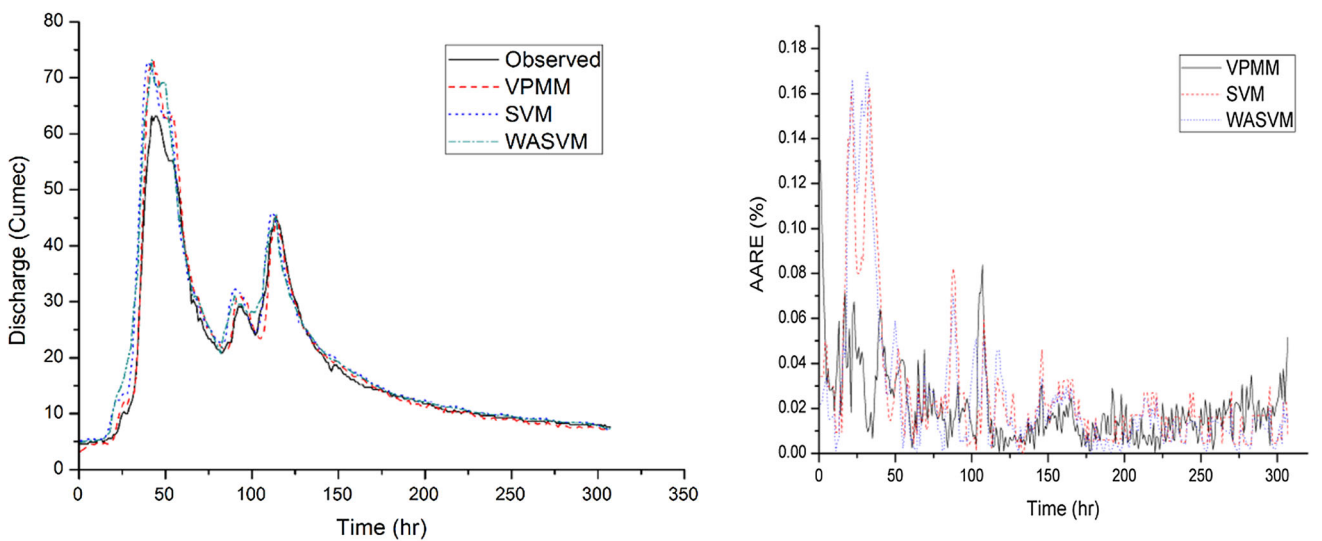 80
70
60
50
40
30
20
10
0
Discharge (Cumec)
Observed
VPMM
SVM
WASVM
0 50 100 150 200 250 300 350
Time (hr)
0.18
0.16
0.14
0.12
0.10
0.08
0.06
0.04
0.02
0.00
AARE (%)
VPMM
SVM
WASVM
0 50 100 150 200 250 300
Time (hr)